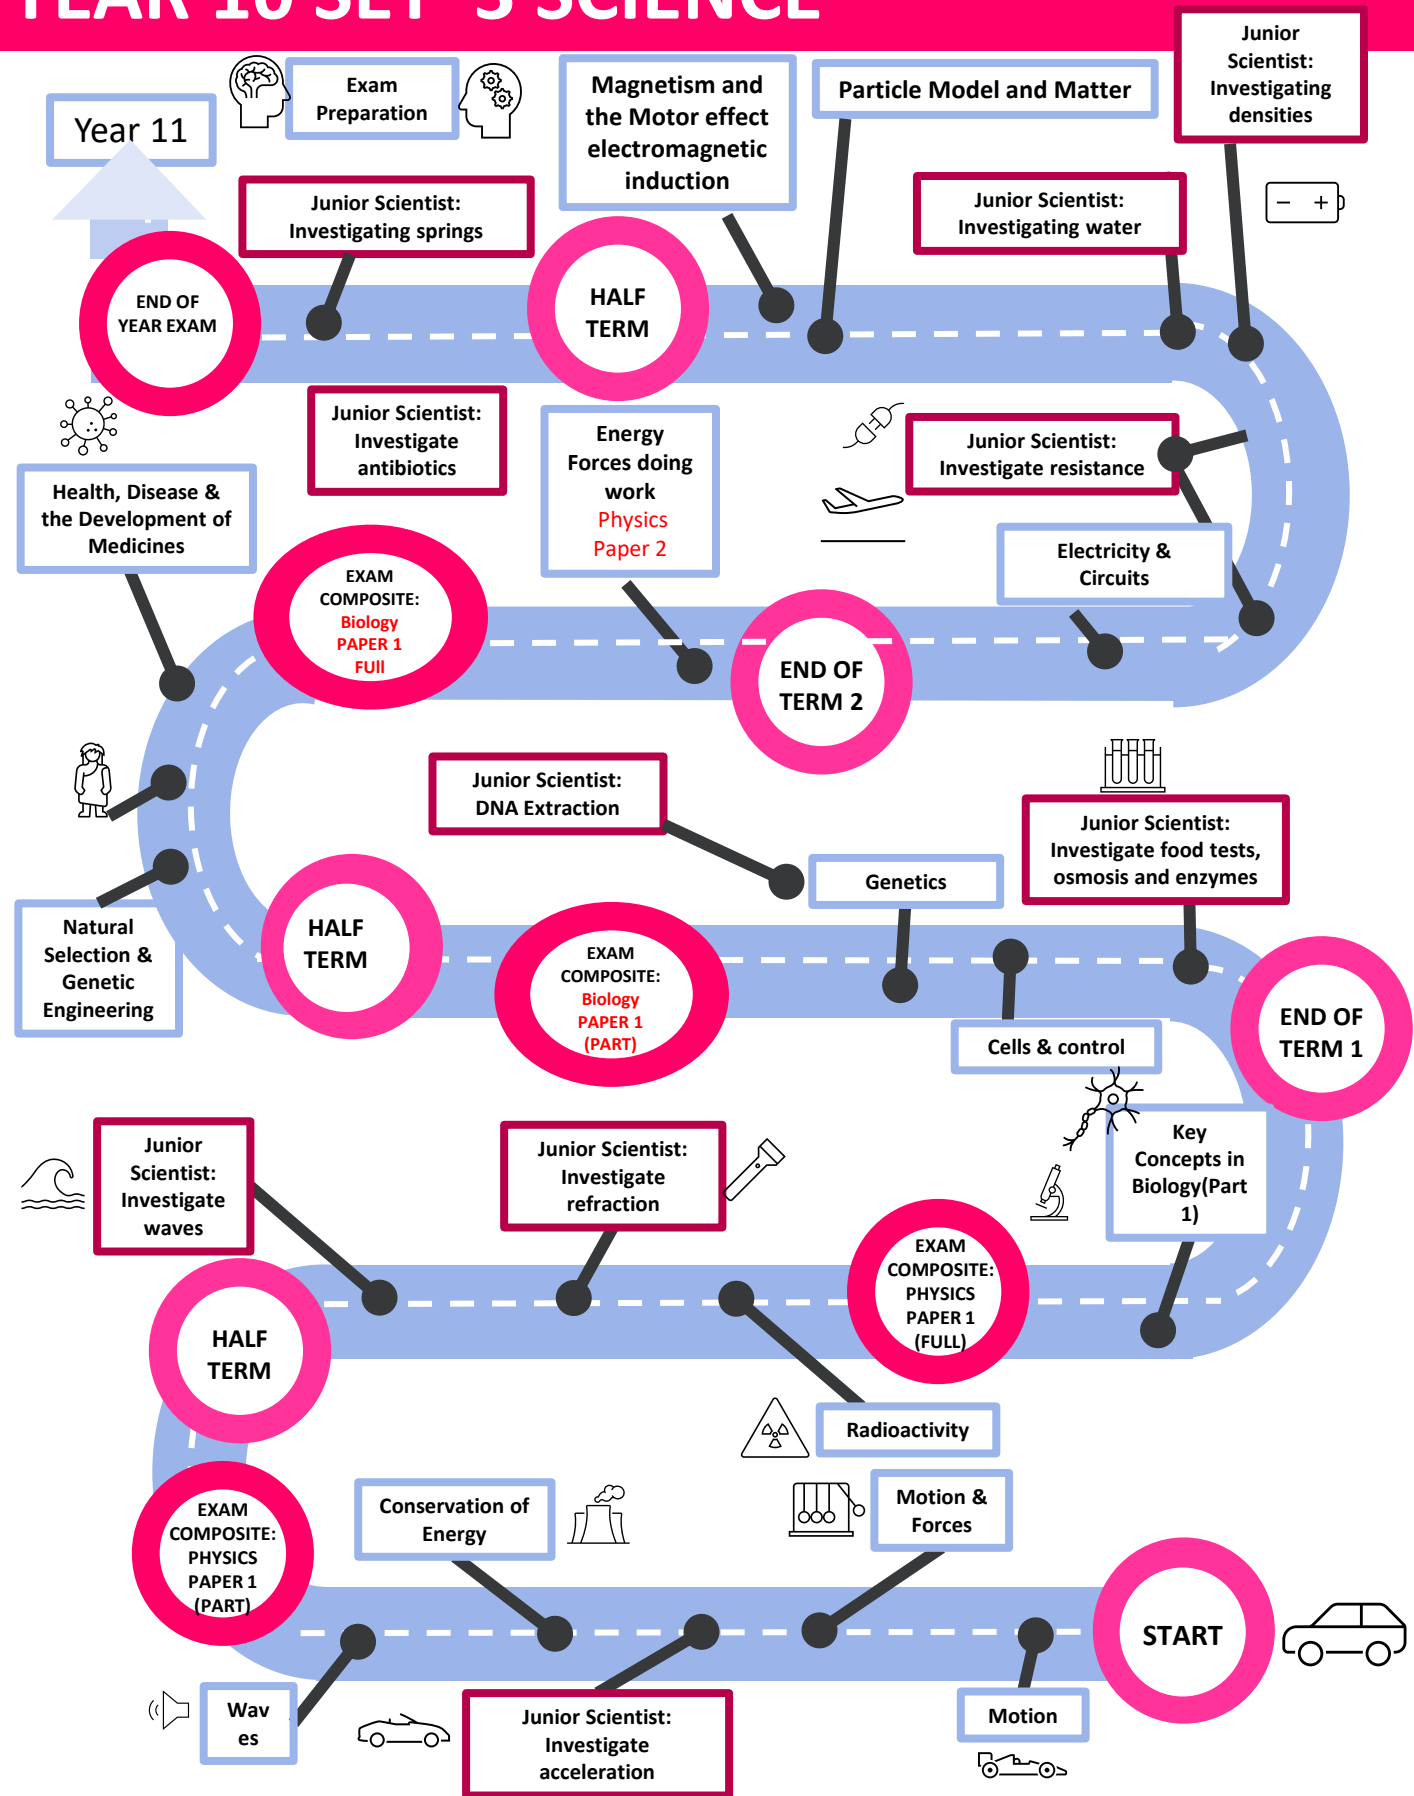 YEAR 10 SET 3 SCIENCE
Junior
Scientist:
Investigating
densities
Exam
Preparation
Magnetism and
the Motor effect
electromagnetic
induction
Particle Model and Matter
Year 11
Junior Scientist:
Investigating springs
Junior Scientist:
Investigating water
− +
END OF
YEAR EXAM
HALF
TERM
Junior Scientist:
Investigate
antibiotics
Energy
Forces doing
work
Physics
Paper 2
Junior Scientist:
Investigate resistance
Health, Disease &
the Development of
Medicines
Electricity &
Circuits
EXAM
COMPOSITE:
Biology
PAPER 1
FUll
END OF
TERM 2
Junior Scientist:
DNA Extraction
Junior Scientist:
Investigate food tests,
osmosis and enzymes
Genetics
Natural
Selection &
Genetic
Engineering
HALF
TERM
EXAM
COMPOSITE:
Biology
PAPER 1
(PART)
Cells & control
END OF
TERM 1
Junior
Scientist:
Investigate
waves
Junior Scientist:
Investigate
refraction
Key
Concepts in
Biology(Part
1)
HALF
TERM
EXAM
COMPOSITE:
PHYSICS
PAPER 1
(FULL)
Radioactivity
EXAM
COMPOSITE:
PHYSICS
PAPER 1
(PART)
Conservation of
Energy
Motion &
Forces
START
Wav
es
Junior Scientist:
Investigate
acceleration
Motion